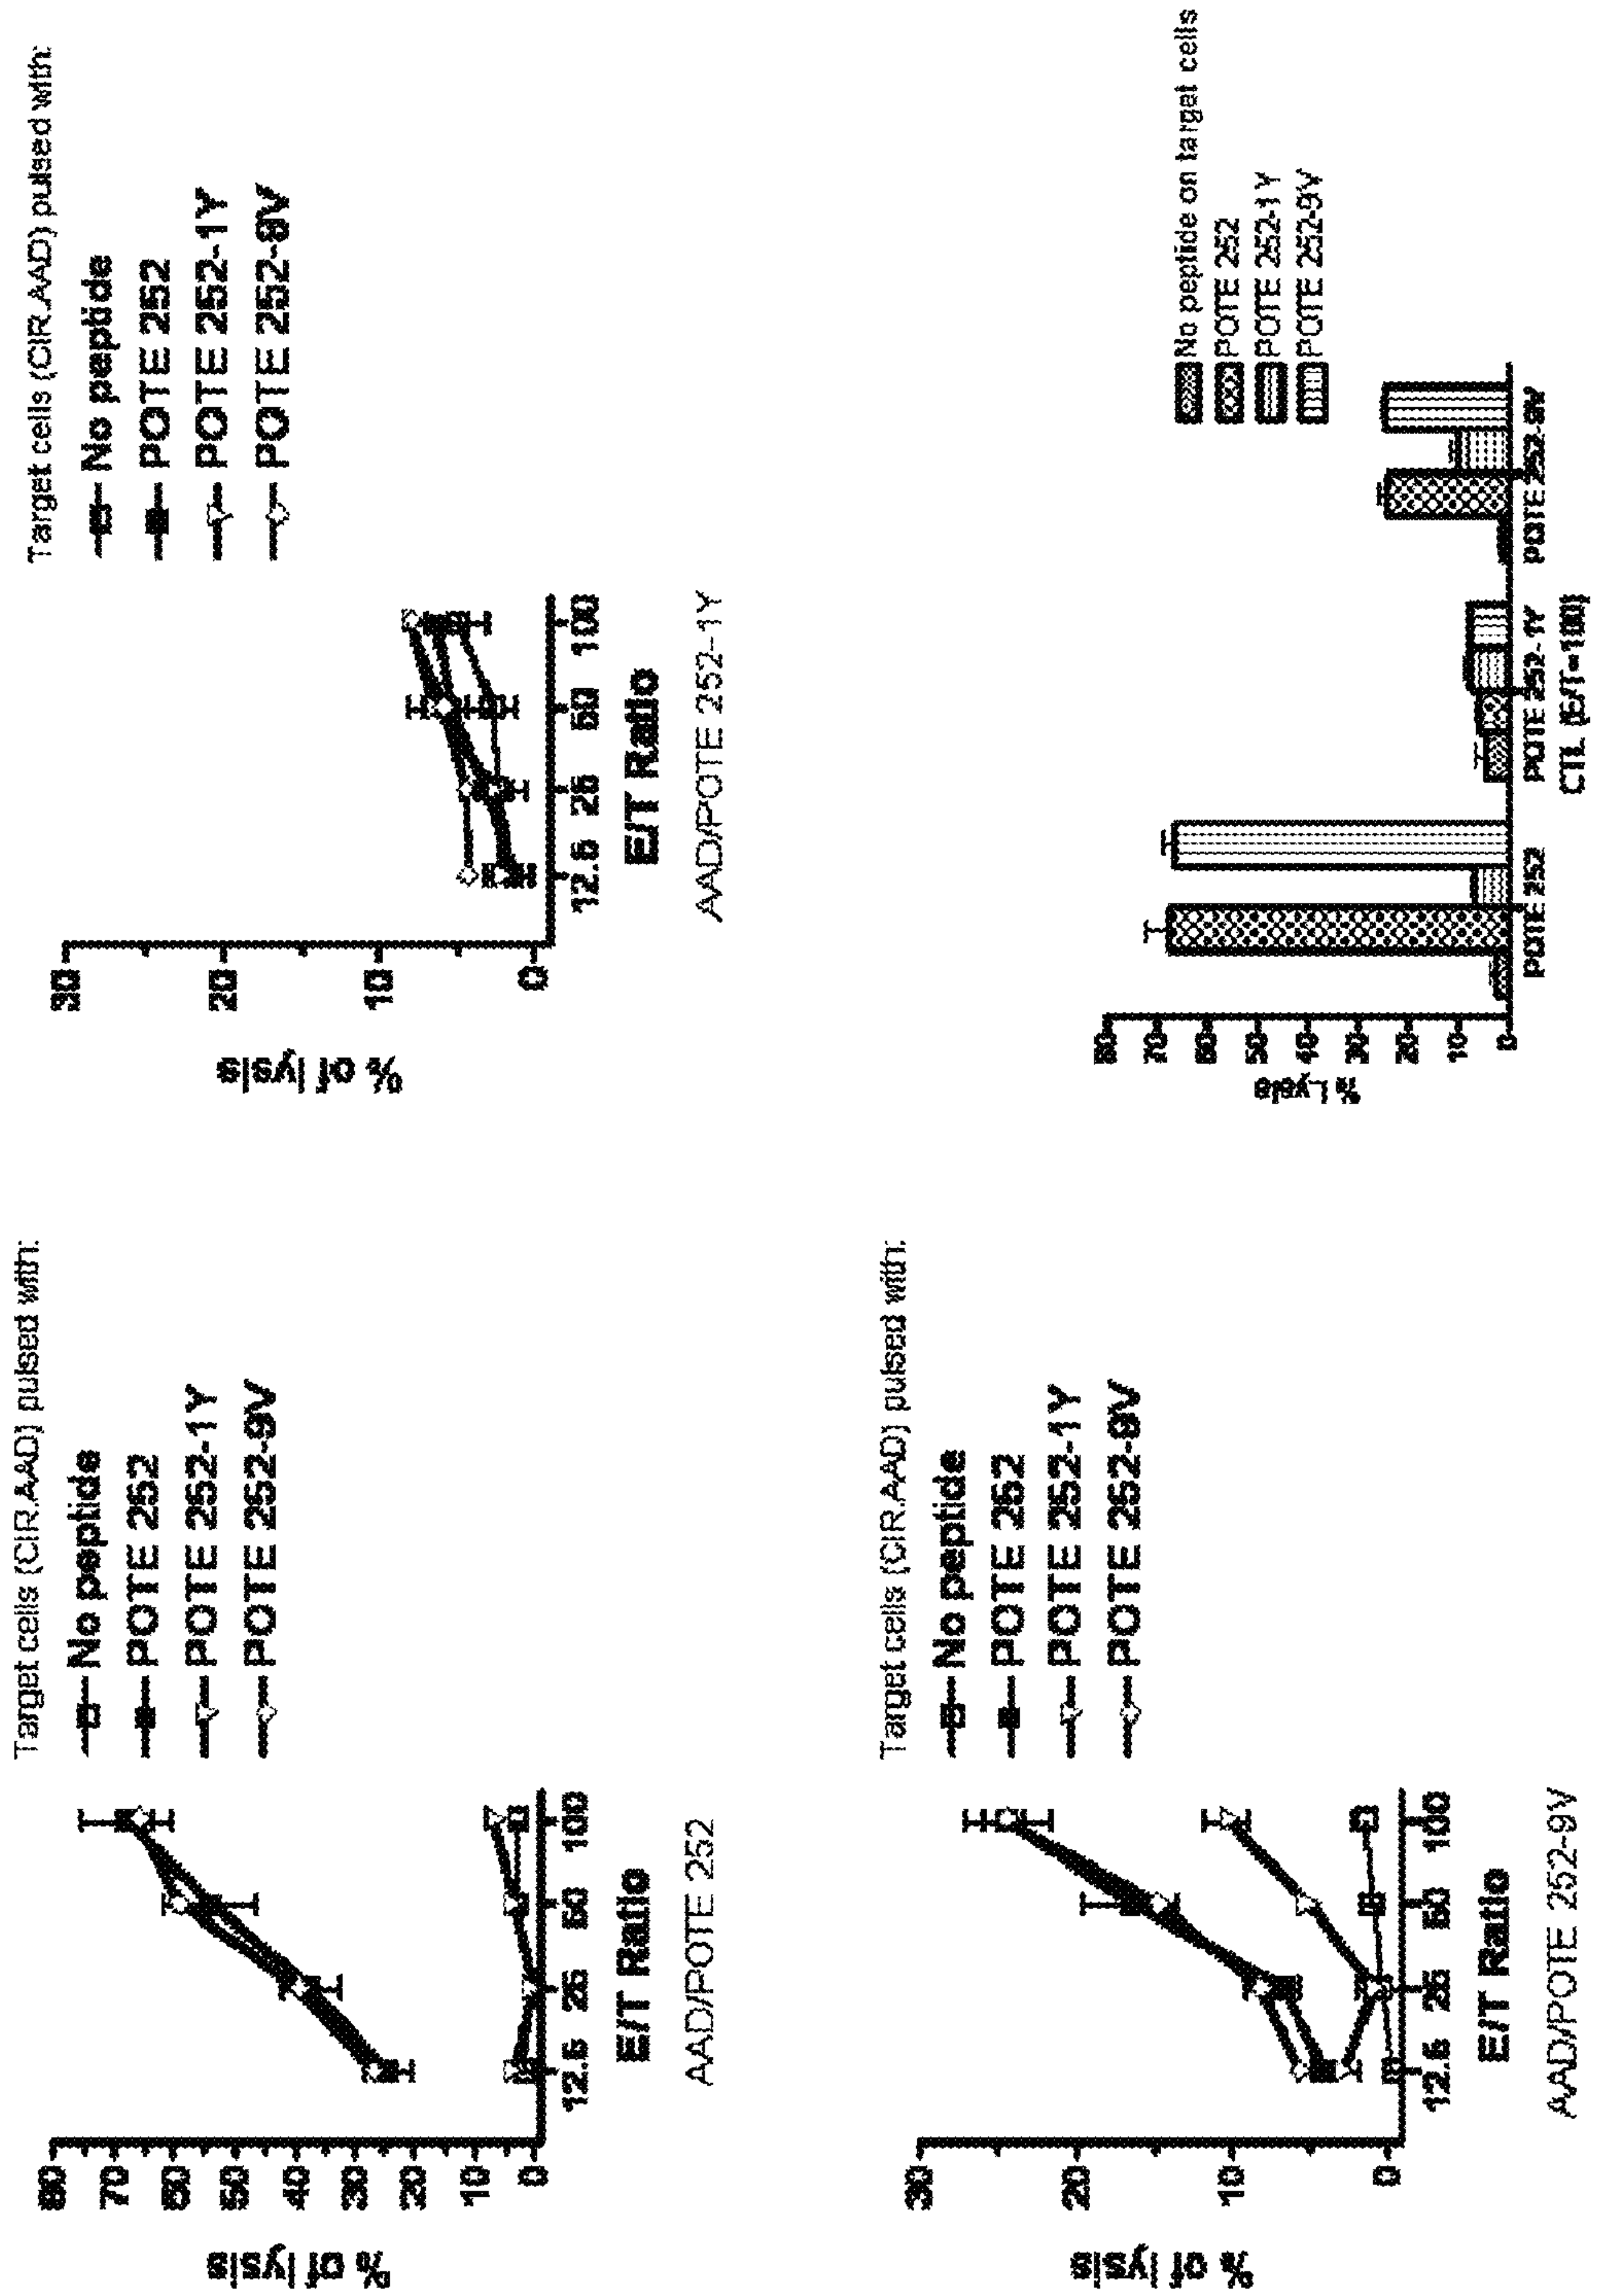 Target cells (CIR.AAD) pulsed with:
No peptide
POTE 252
POTE 252-1Y
POTE 252-9V
% of lysis
80
70
60
50
40
30
20
10
0
12.5 25 50 100
E/T Ratio
AAD/POTE 252
Target cells (CIR.AAD) pulsed with:
No peptide
POTE 252
POTE 252-1Y
POTE 252-9V
% of lysis
30
20
10
0
12.5 25 50 100
E/T Ratio
AAD/POTE 252-1Y
Target cells (CIR.AAD) pulsed with:
No peptide
POTE 252
POTE 252-1Y
POTE 252-9V
% of lysis
30
20
10
0
12.5 25 50 100
E/T Ratio
AAD/POTE 252-9V
No peptide on target cells
POTE 252
POTE 252-1Y
POTE 252-9V
% Lysis
80
70
60
50
40
30
20
10
0
POTE 252 POTE 252-1Y POTE 252-9V
CTL (E/T=100)